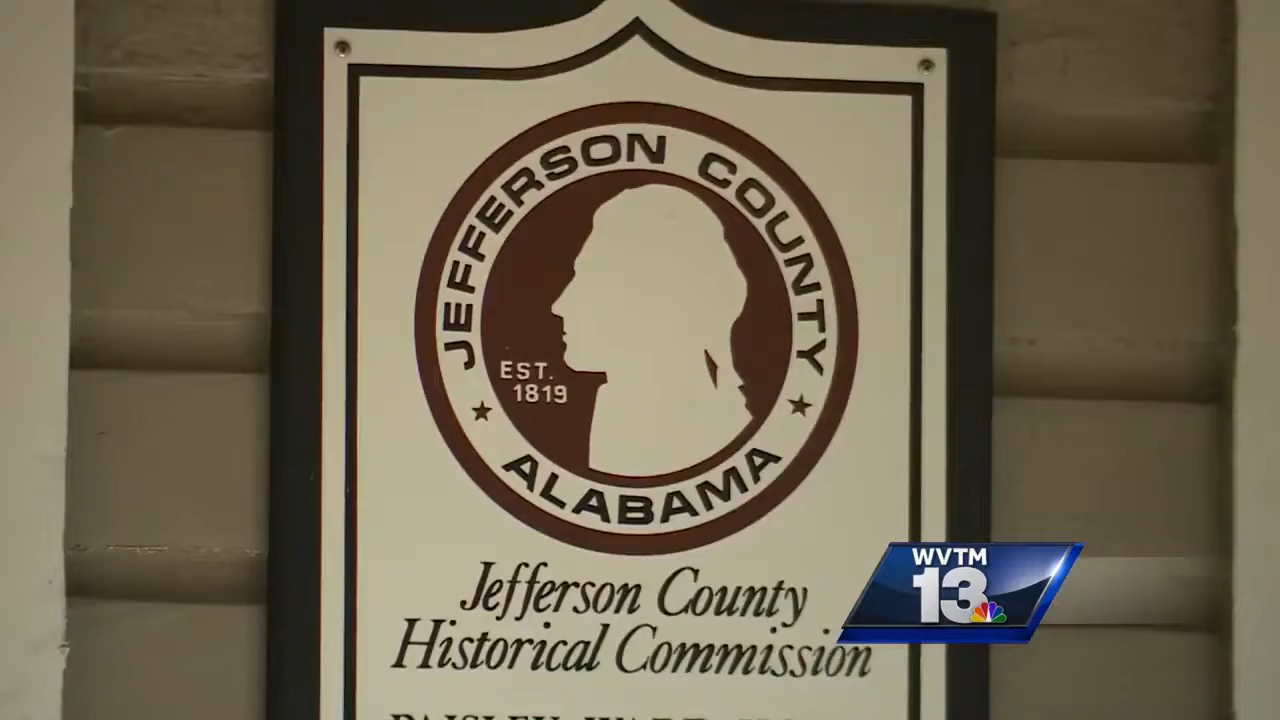 JEFFERSON COUNTY
EST.
1819
ALABAMA
Jefferson County
Historical Commission
WVTM
13